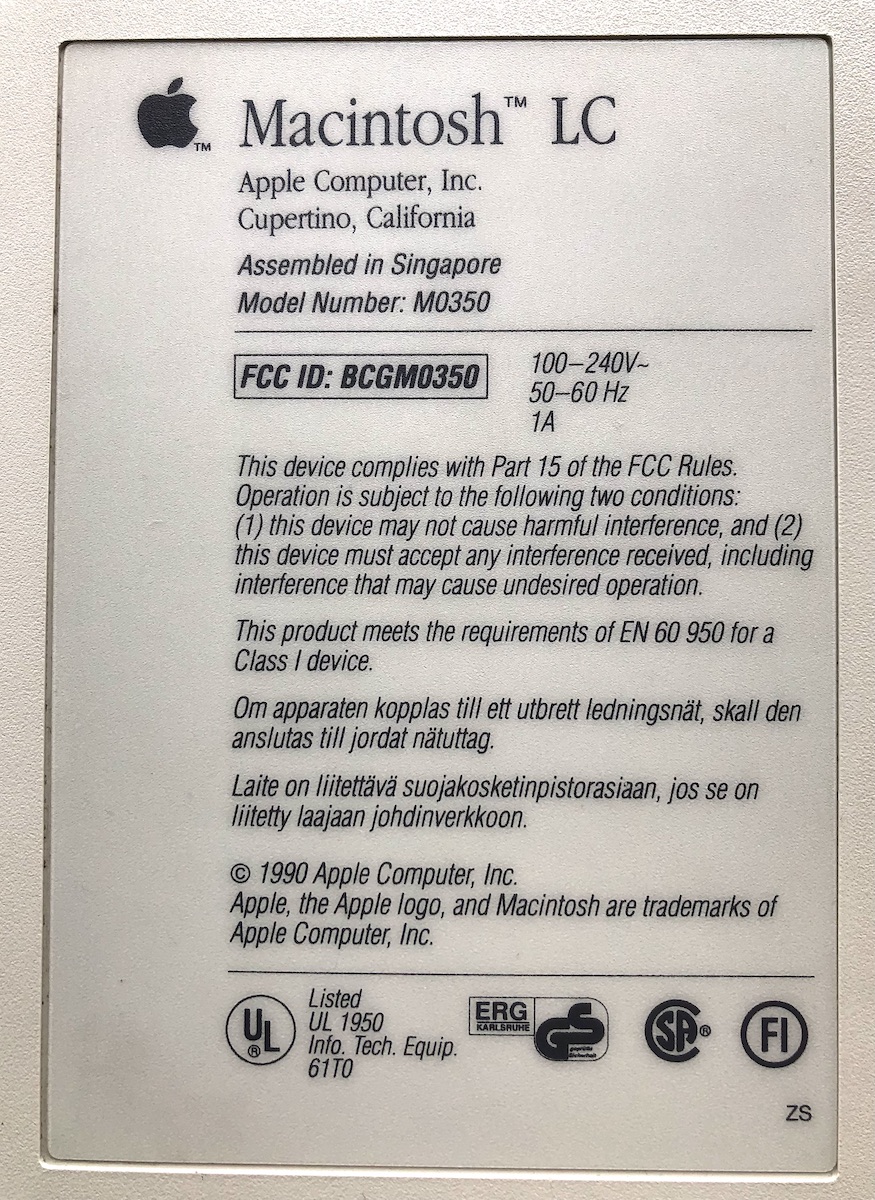 Macintosh™ LC
™
Apple Computer, Inc.
Cupertino, California
Assembled in Singapore
Model Number: M0350
FCC ID: BCGM0350
100–240V~
50–60 Hz
1A
This device complies with Part 15 of the FCC Rules.
Operation is subject to the following two conditions:
(1) this device may not cause harmful interference, and (2)
this device must accept any interference received, including
interference that may cause undesired operation.
This product meets the requirements of EN 60 950 for a
Class I device.
Om apparaten kopplas till ett utbrett ledningsnät, skall den
anslutas till jordat nätuttag.
Laite on liitettävä suojakosketinpistorasiaan, jos se on
liitetty laajaan johdinverkkoon.
© 1990 Apple Computer, Inc.
Apple, the Apple logo, and Macintosh are trademarks of
Apple Computer, Inc.
UL®
Listed
UL 1950
Info. Tech. Equip.
61T0
ERG
KARLSRUHE
GS
geprüfte
Sicherheit
SA®
FI
ZS